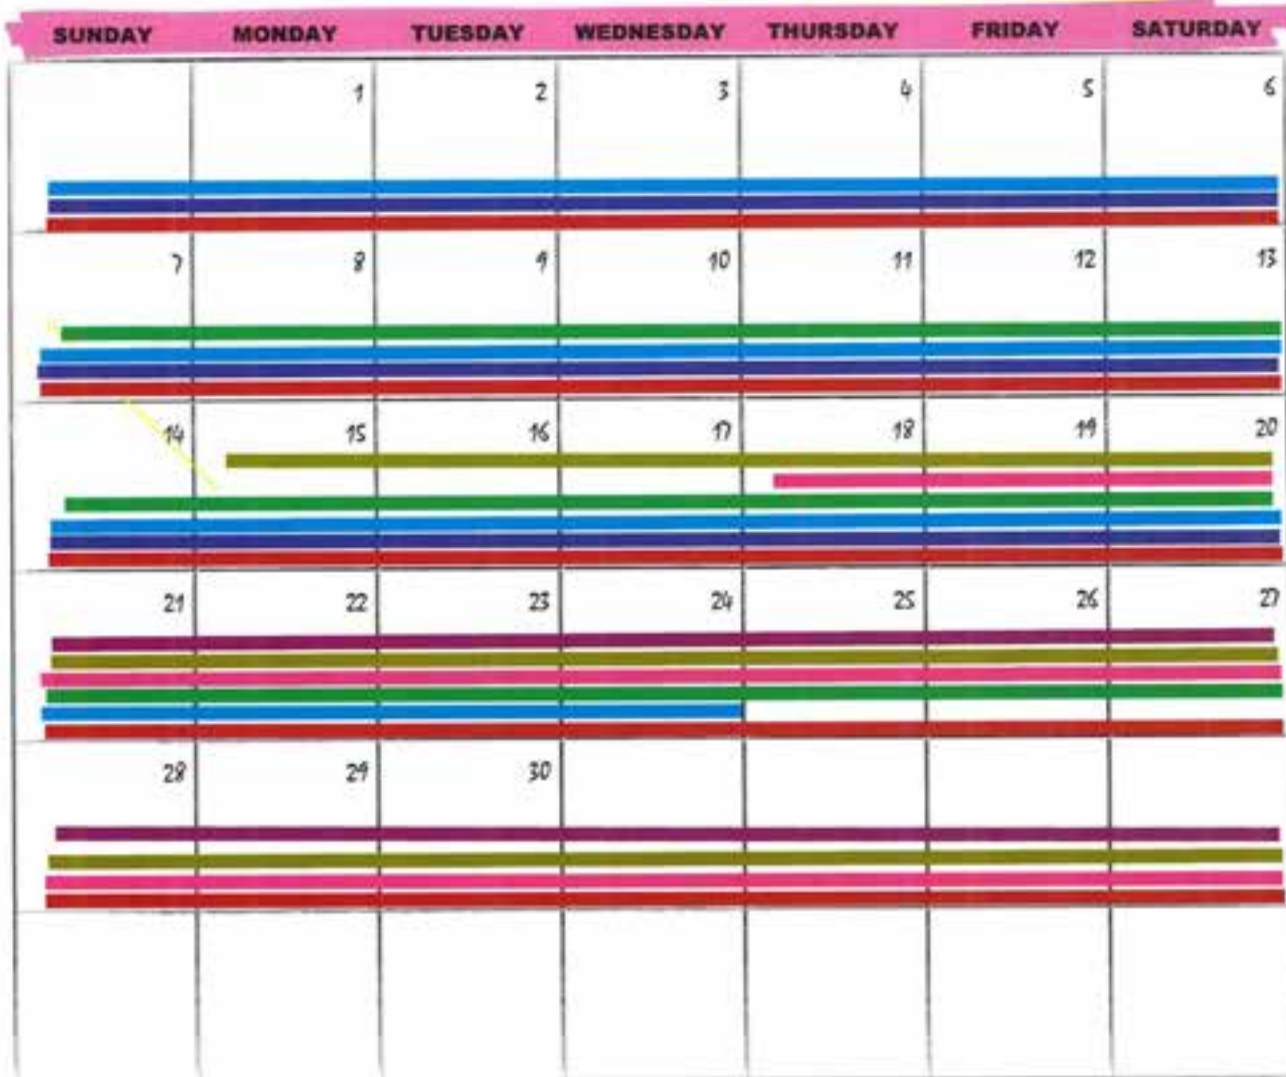 SUNDAY MONDAY TUESDAY WEDNESDAY THURSDAY FRIDAY SATURDAY
1 2 3 4 5 6
7 8 9 10 11 12 13
14 15 16 17 18 19 20
21 22 23 24 25 26 27
28 29 30